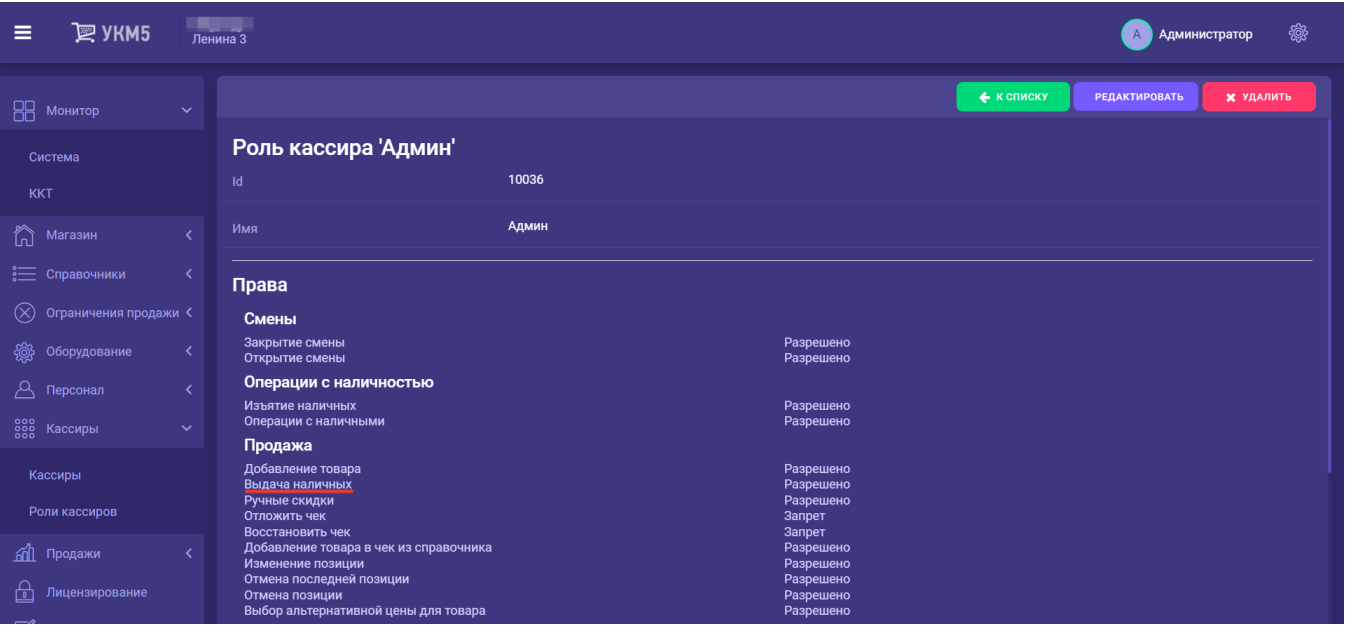 УКМ5
Ленина 3
А Администратор
Монитор
Система
ККТ
Магазин
Справочники
Ограничения продажи
Оборудование
Персонал
Кассиры
Кассиры
Роли кассиров
Продажи
Лицензирование
К СПИСКУ РЕДАКТИРОВАТЬ УДАЛИТЬ
Роль кассира 'Админ'
Id 10036
Имя Админ
Права
Смены
Закрытие смены Разрешено
Открытие смены Разрешено
Операции с наличностью
Изъятие наличных Разрешено
Операции с наличными Разрешено
Продажа
Добавление товара Разрешено
Выдача наличных Разрешено
Ручные скидки Разрешено
Отложить чек Запрет
Восстановить чек Запрет
Добавление товара в чек из справочника Разрешено
Изменение позиции Разрешено
Отмена последней позиции Разрешено
Отмена позиции Разрешено
Выбор альтернативной цены для товара Разрешено